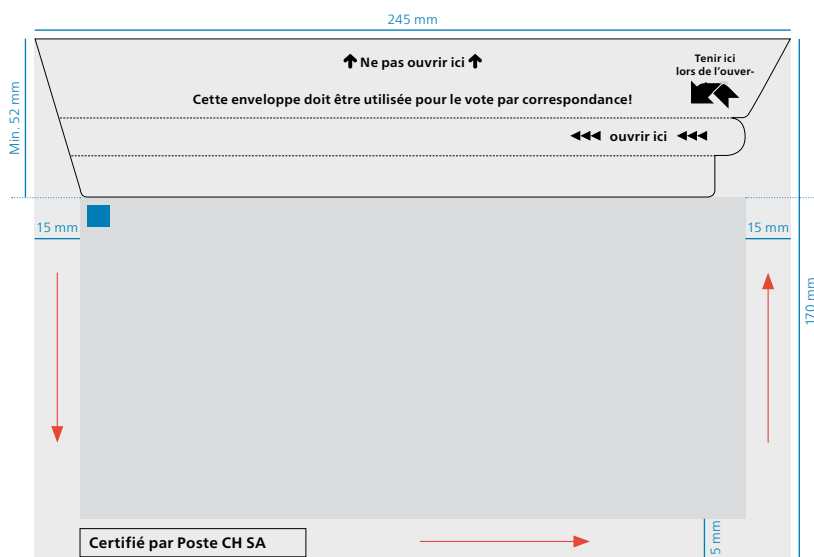 245 mm
Ne pas ouvrir ici
Tenir ici
lors de l'ouver-
Cette enveloppe doit être utilisée pour le vote par correspondance!
Min. 52 mm
ouvrir ici
15 mm
15 mm
170 mm
5 mm
Certifié par Poste CH SA